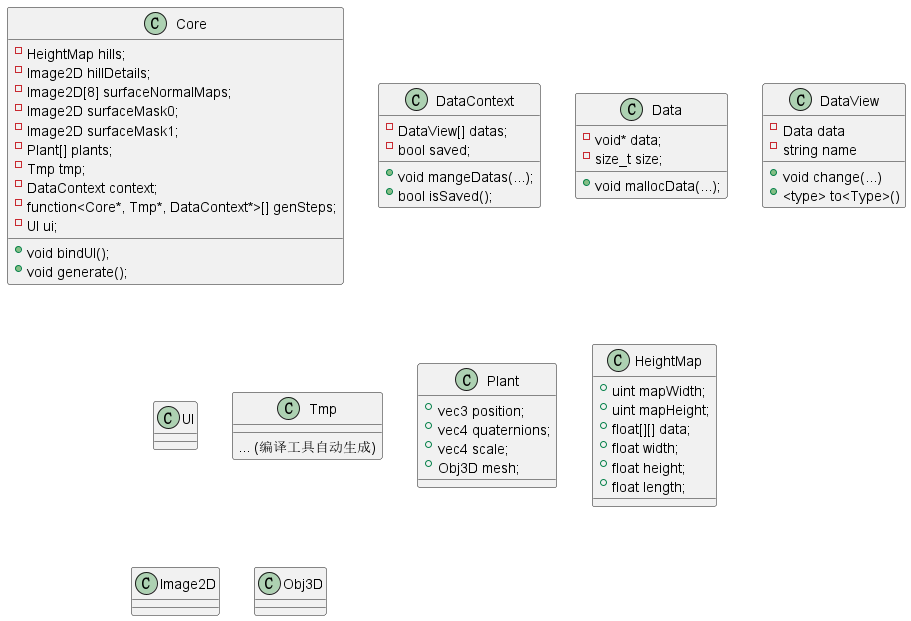 C Core
HeightMap hills;
Image2D hillDetails;
Image2D[8] surfaceNormalMaps;
Image2D surfaceMask0;
Image2D surfaceMask1;
Plant[] plants;
Tmp tmp;
DataContext context;
function<Core*, Tmp*, DataContext*>[] genSteps;
UI ui;
void bindUI();
void generate();
C DataContext
DataView[] datas;
bool saved;
void mangeDatas(...);
bool isSaved();
C Data
void* data;
size_t size;
void mallocData(...);
C DataView
Data data
string name
void change(...)
<type> to<Type>()
C UI
C Tmp
... (编译工具自动生成)
C Plant
vec3 position;
vec4 quaternions;
vec4 scale;
Obj3D mesh;
C HeightMap
uint mapWidth;
uint mapHeight;
float[][] data;
float width;
float height;
float length;
C Image2D
C Obj3D